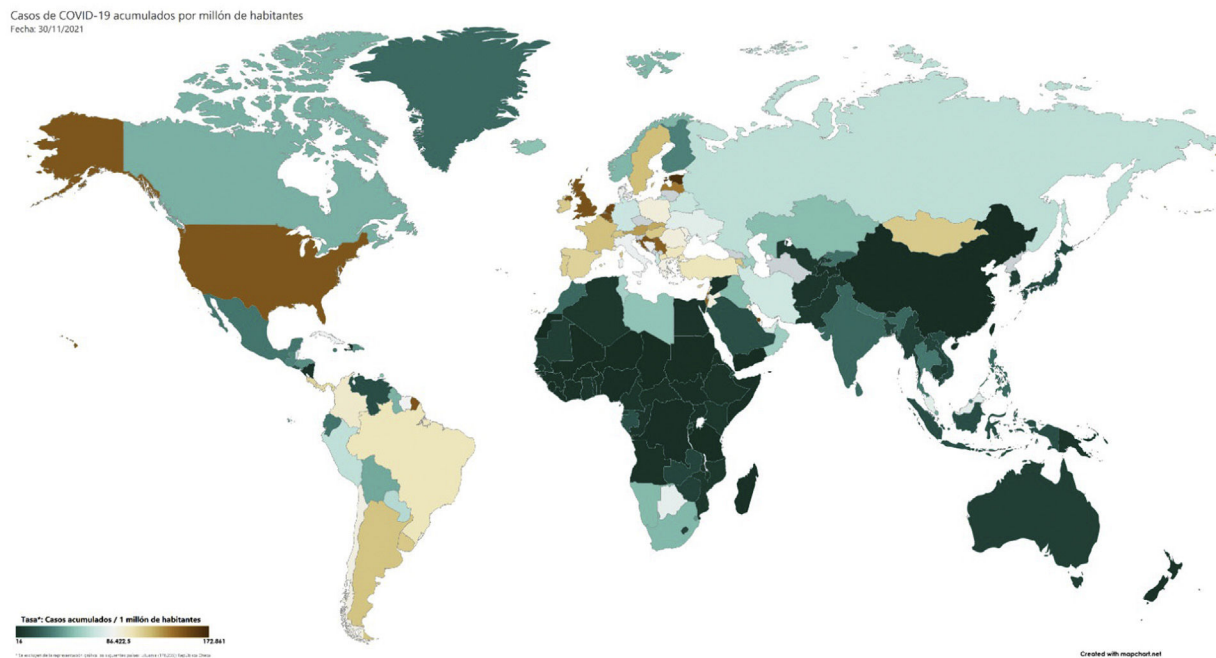 Casos de COVID-19 acumulados por millón de habitantes
Fecha: 30/11/2021
Tasa*: Casos acumulados / 1 millón de habitantes
16 86.422,5 172.861
Created with mapchart.net